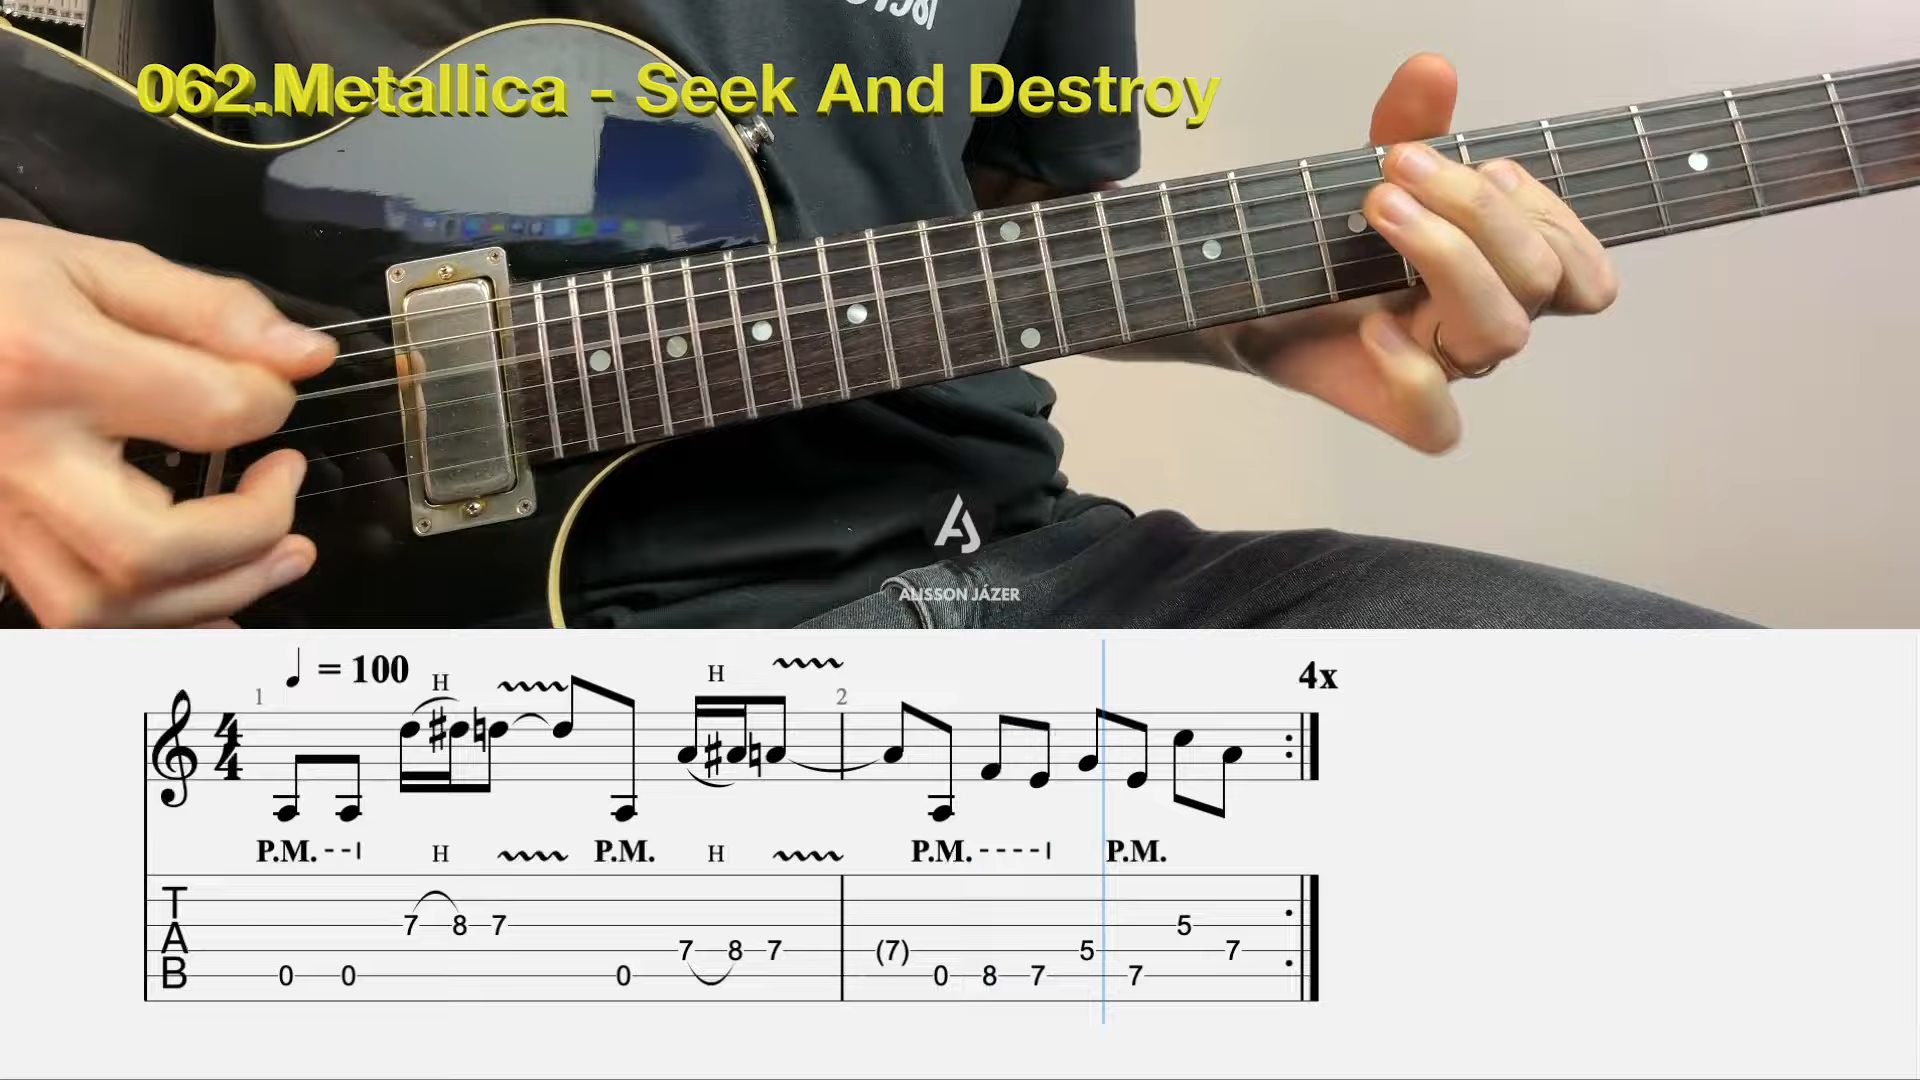 062.Metallica - Seek And Destroy
ALISSON JÁZER
= 100
4x
1
H
H
2
4
4
P.M.
H
P.M.
H
P.M.
P.M.
T
A
B
7 8 7
5
7 8 7
(7)
5
7
0 0
0
0 8 7
7